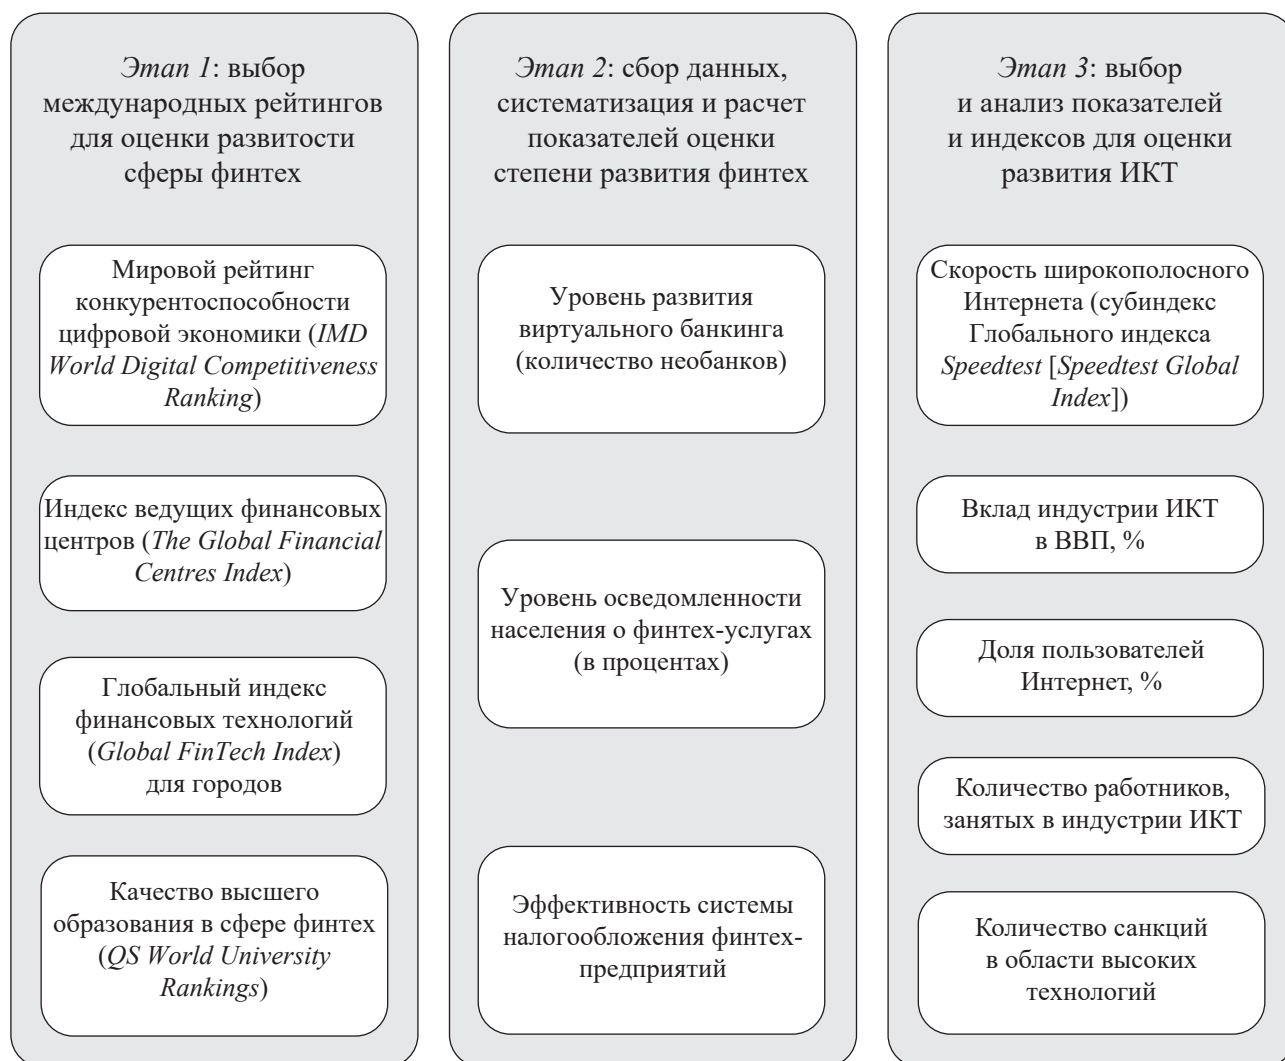 Этап 1: выбор
международных рейтингов
для оценки развитости
сферы финтех
Мировой рейтинг
конкурентоспособности
цифровой экономики (IMD
World Digital Competitiveness
Ranking)
Индекс ведущих финансовых
центров (The Global Financial
Centres Index)
Глобальный индекс
финансовых технологий
(Global FinTech Index)
для городов
Качество высшего
образования в сфере финтех
(QS World University
Rankings)
Этап 2: сбор данных,
систематизация и расчет
показателей оценки
степени развития финтех
Уровень развития
виртуального банкинга
(количество необанков)
Уровень осведомленности
населения о финтех-услугах
(в процентах)
Эффективность системы
налогообложения финтех-
предприятий
Этап 3: выбор
и анализ показателей
и индексов для оценки
развития ИКТ
Скорость широкополосного
Интернета (субиндекс
Глобального индекса
Speedtest [Speedtest Global
Index])
Вклад индустрии ИКТ
в ВВП, %
Доля пользователей
Интернет, %
Количество работников,
занятых в индустрии ИКТ
Количество санкций
в области высоких
технологий